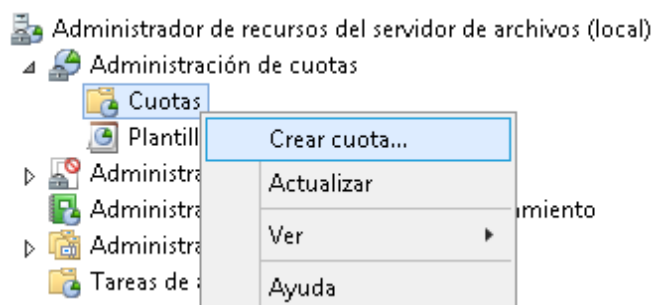 Administrador de recursos del servidor de archivos (local)
Administración de cuotas
Cuotas
Plantill
Crear cuota...
Administra
Actualizar
Administra
amiento
Ver
Administra
Tareas de a
Ayuda